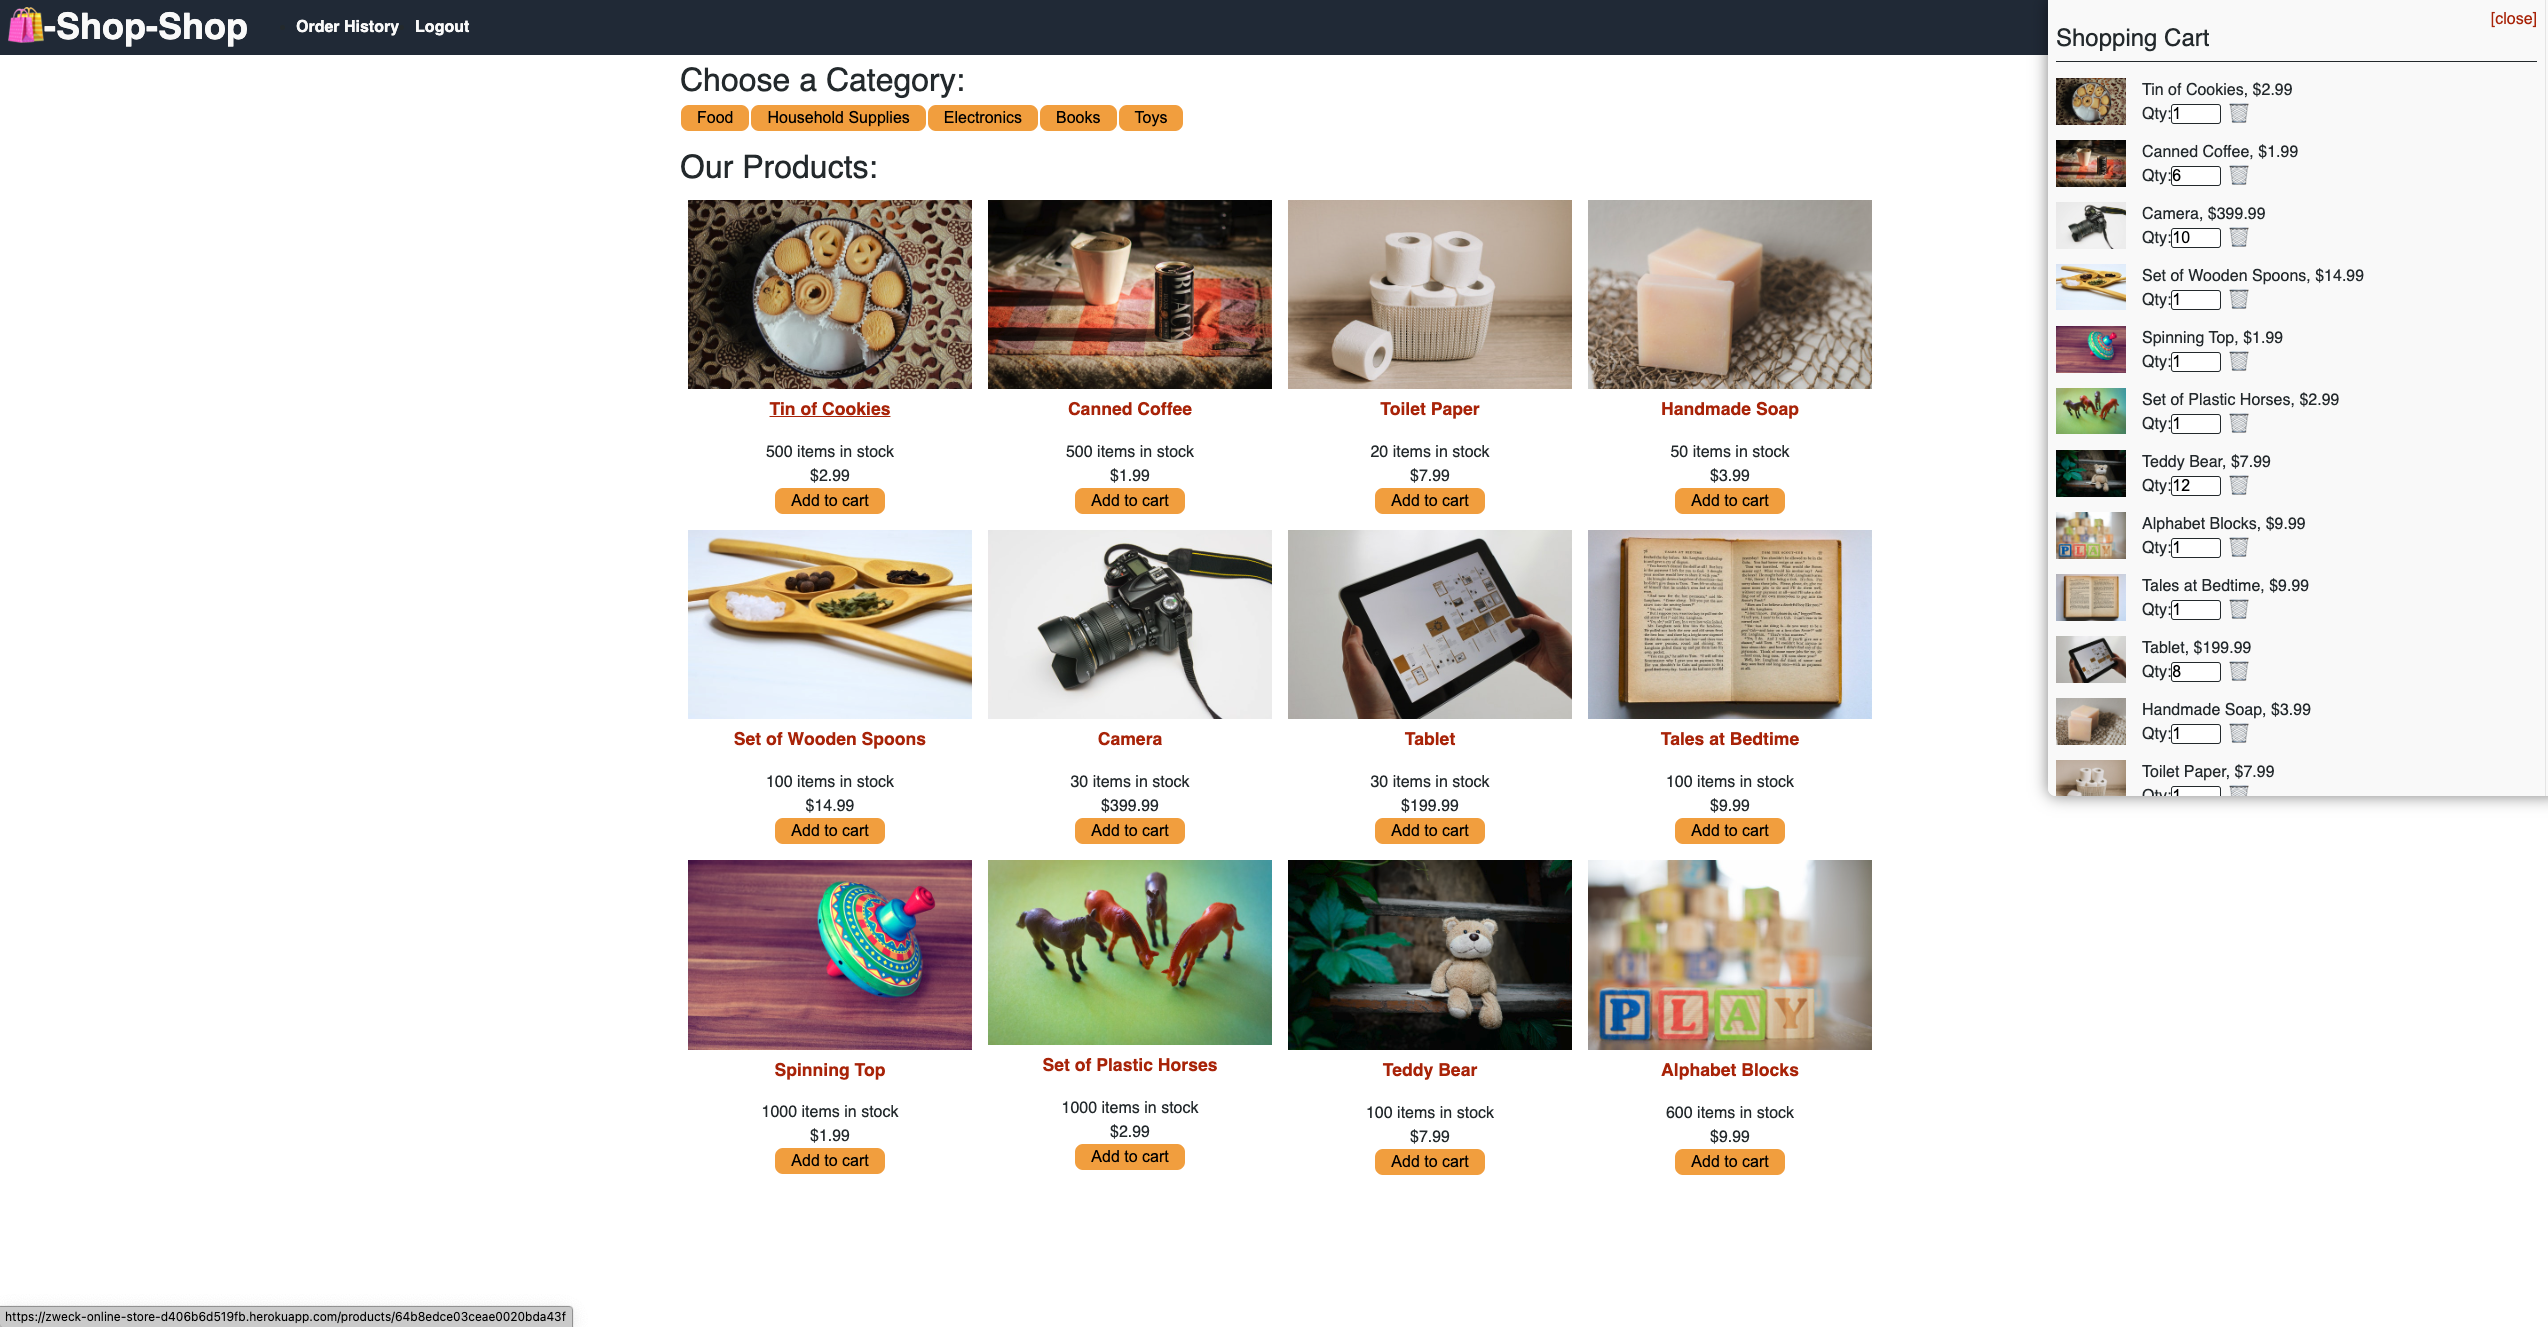 -Shop-Shop
Order History
Logout
Choose a Category:
Food
Household Supplies
Electronics
Books
Toys
Our Products:
BLACK
Tin of Cookies
500 items in stock
$2.99
Add to cart
Canned Coffee
500 items in stock
$1.99
Add to cart
Toilet Paper
20 items in stock
$7.99
Add to cart
Handmade Soap
50 items in stock
$3.99
Add to cart
Set of Wooden Spoons
100 items in stock
$14.99
Add to cart
Camera
30 items in stock
$399.99
Add to cart
Tablet
30 items in stock
$199.99
Add to cart
Tales at Bedtime
100 items in stock
$9.99
Add to cart
Spinning Top
1000 items in stock
$1.99
Add to cart
Set of Plastic Horses
1000 items in stock
$2.99
Add to cart
Teddy Bear
100 items in stock
$7.99
Add to cart
PLAY
Alphabet Blocks
600 items in stock
$9.99
Add to cart
[close]
Shopping Cart
Tin of Cookies, $2.99
Qty:1
Canned Coffee, $1.99
Qty:6
Camera, $399.99
Qty:10
Set of Wooden Spoons, $14.99
Qty:1
Spinning Top, $1.99
Qty:1
Set of Plastic Horses, $2.99
Qty:1
Teddy Bear, $7.99
Qty:12
PLAY
Alphabet Blocks, $9.99
Qty:1
Tales at Bedtime, $9.99
Qty:1
Tablet, $199.99
Qty:8
Handmade Soap, $3.99
Qty:1
Toilet Paper, $7.99
Qty:1
https://zweck-online-store-d406b6d519fb.herokuapp.com/products/64b8edce03ceae0020bda43f